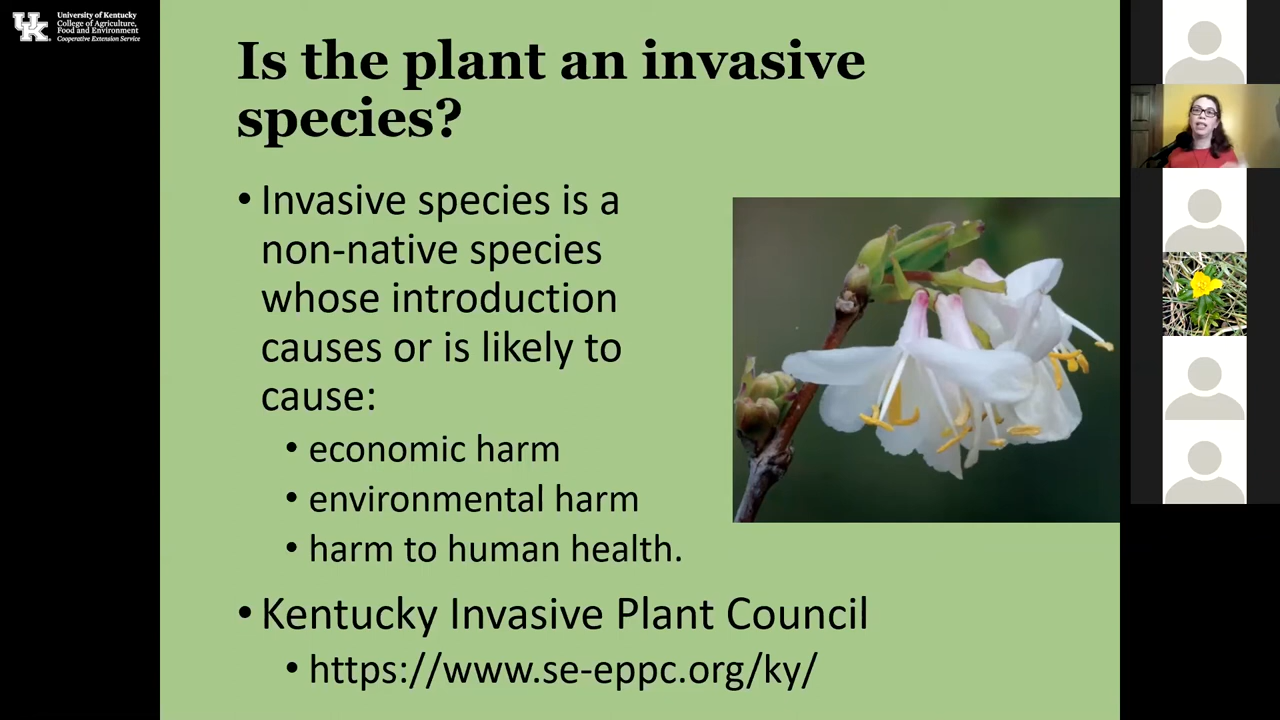 University of Kentucky
College of Agriculture,
Food and Environment
Cooperative Extension Service
UK
Is the plant an invasive
species?
• Invasive species is a
non-native species
whose introduction
causes or is likely to
cause:
• economic harm
• environmental harm
• harm to human health.
• Kentucky Invasive Plant Council
• https://www.se-eppc.org/ky/